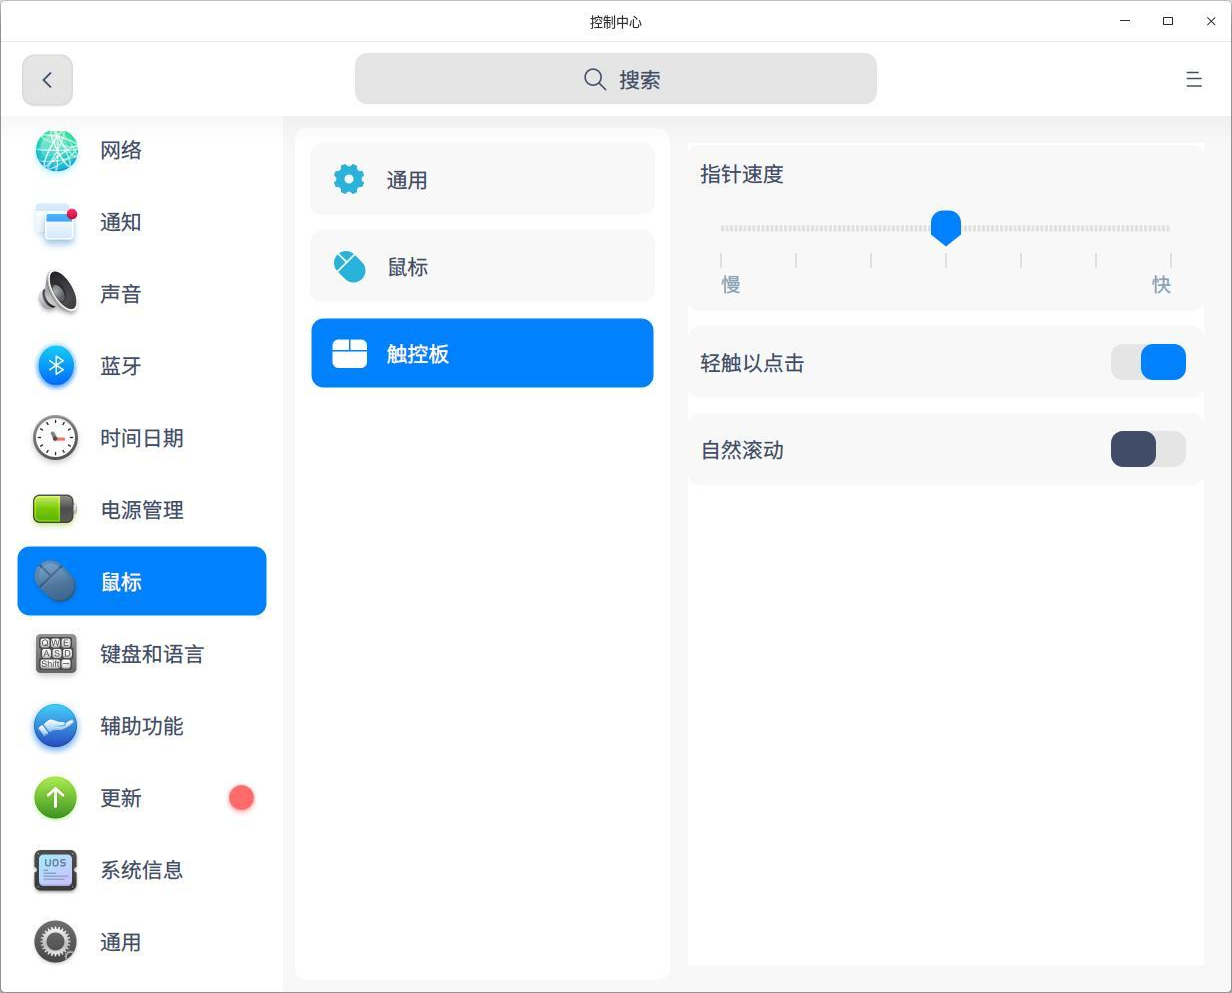 控制中心
搜索
网络
通知
声音
蓝牙
时间日期
电源管理
鼠标
键盘和语言
辅助功能
更新
系统信息
通用
通用
鼠标
触控板
指针速度
慢
快
轻触以点击
自然滚动
Q W E
A S D
Shift
UOS